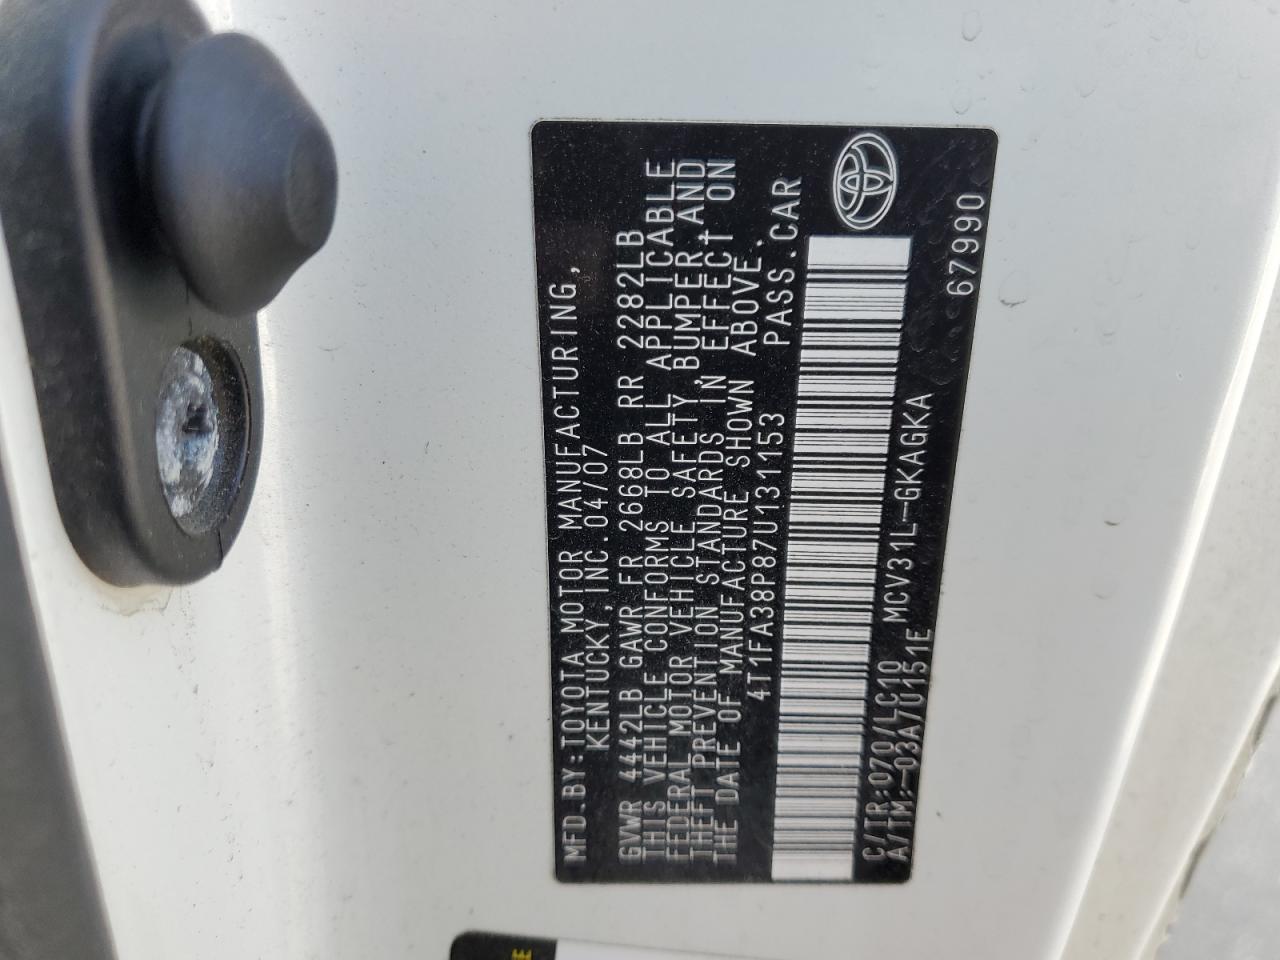 MFD.BY:TOYOTA MOTOR MANUFACTURING,
KENTUCKY, INC.04/07
GVWR 4442LB GAWR FR 2668LB RR 2282LB
THIS VEHICLE CONFORMS TO ALL APPLICABLE
FEDERAL MOTOR VEHICLE SAFETY, BUMPER, AND
THEFT PREVENTION STANDARDS IN EFFECT ON
THE DATE OF MANUFACTURE SHOWN ABOVE.
4T1FA38P87U131153 PASS.CAR
C/TR:070/LC10 MCV31L-GKAGKA
A/TM:-03A/U151E
67990
E